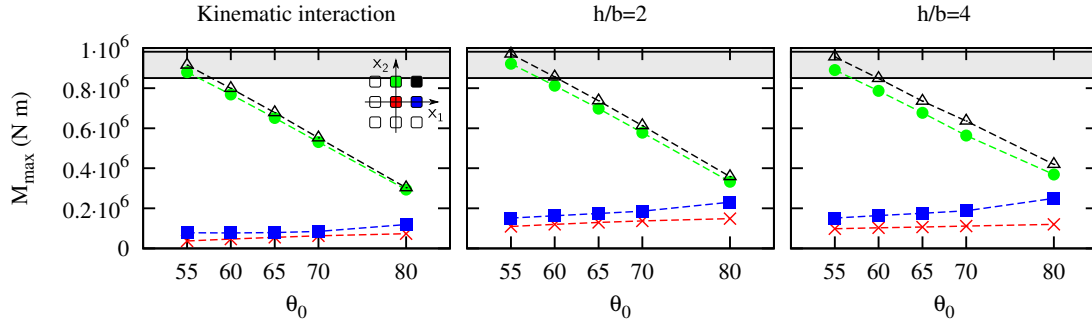 Kinematic interaction
h/b=2
h/b=4
M_max (N m)
1·10^6
0.8·10^6
0.6·10^6
0.4·10^6
0.2·10^6
0
x_2
x_1
55 60 65 70 80
55 60 65 70 80
55 60 65 70 80
θ_0
θ_0
θ_0